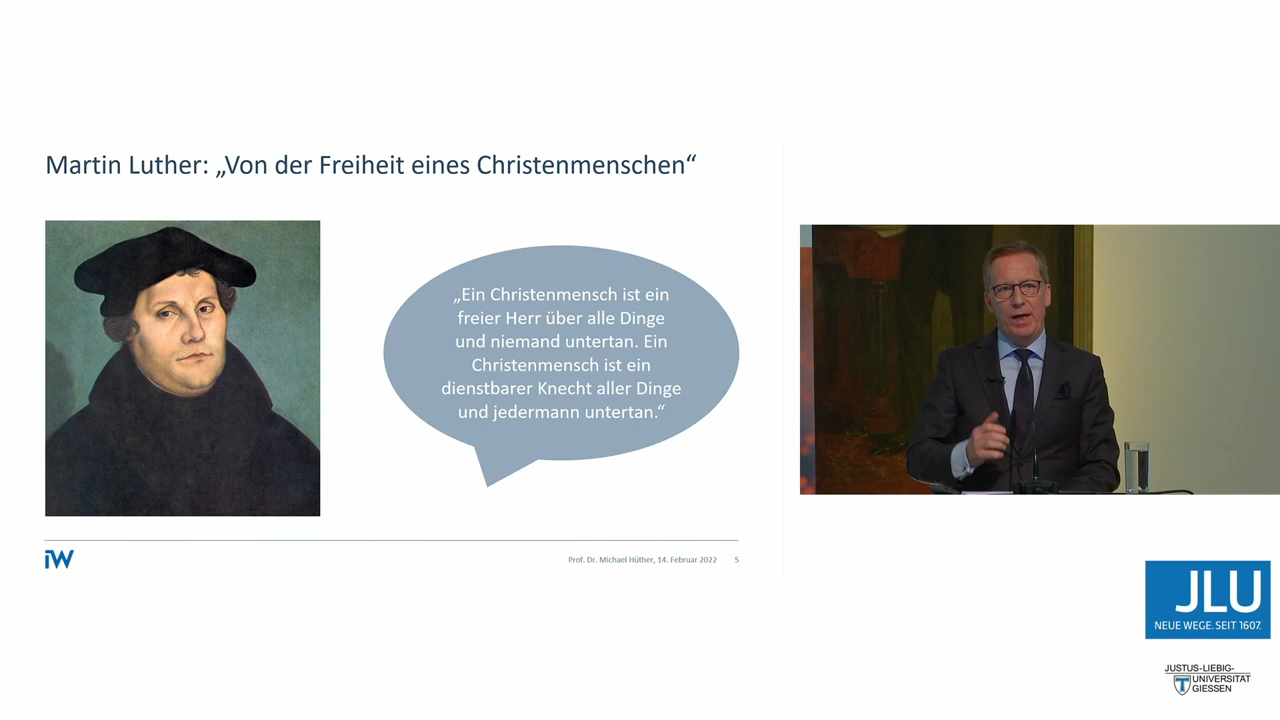 Martin Luther: „Von der Freiheit eines Christenmenschen“
„Ein Christenmensch ist ein
freier Herr über alle Dinge
und niemand untertan. Ein
Christenmensch ist ein
dienstbarer Knecht aller Dinge
und jedermann untertan.“
iW
Prof. Dr. Michael Hüther, 14. Februar 2022 5
JLU
NEUE WEGE. SEIT 1607.
JUSTUS-LIEBIG-
UNIVERSITÄT
GIESSEN